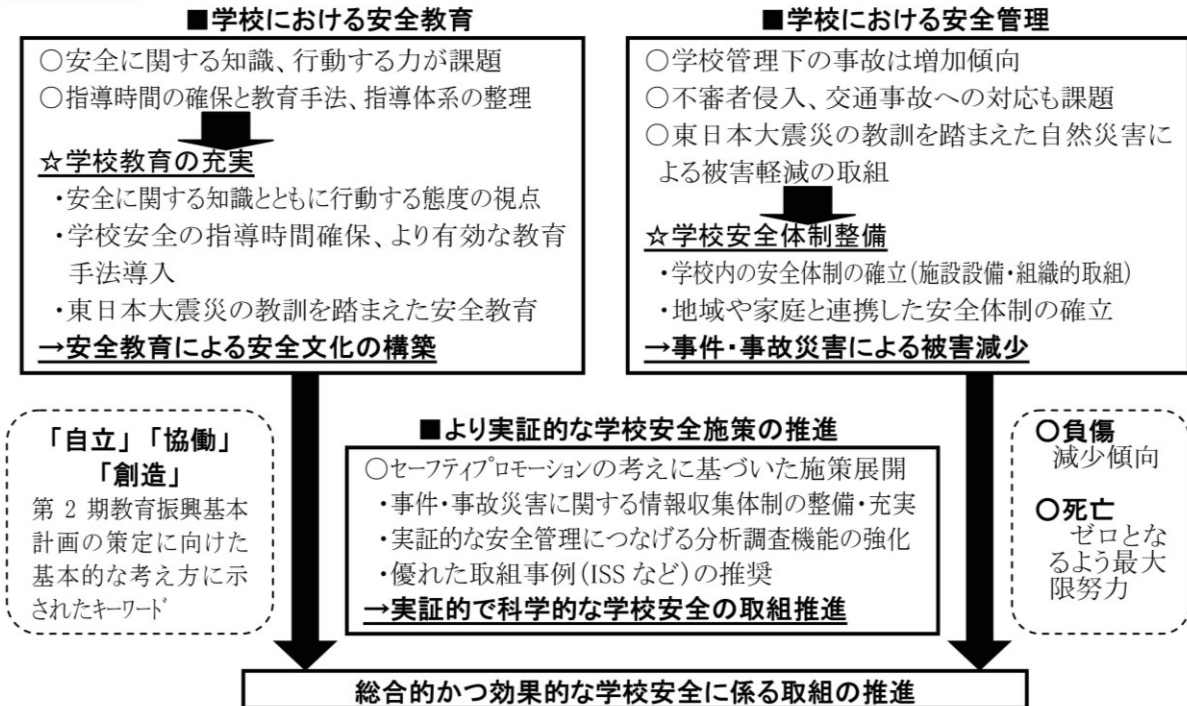 ■学校における安全教育
○安全に関する知識、行動する力が課題
○指導時間の確保と教育手法、指導体系の整理
☆学校教育の充実
・安全に関する知識とともに行動する態度の視点
・学校安全の指導時間確保、より有効な教育
手法導入
・東日本大震災の教訓を踏まえた安全教育
→安全教育による安全文化の構築
■学校における安全管理
○学校管理下の事故は増加傾向
○不審者侵入、交通事故への対応も課題
○東日本大震災の教訓を踏まえた自然災害に
よる被害軽減の取組
☆学校安全体制整備
・学校内の安全体制の確立(施設設備・組織的取組)
・地域や家庭と連携した安全体制の確立
→事件・事故災害による被害減少
「自立」「協働」
「創造」
第 2 期教育振興基本
計画の策定に向けた
基本的な考え方に示
されたキーワード
■より実証的な学校安全施策の推進
○セーフティプロモーションの考えに基づいた施策展開
・事件・事故災害に関する情報収集体制の整備・充実
・実証的な安全管理につなげる分析調査機能の強化
・優れた取組事例(ISS など)の推奨
→実証的で科学的な学校安全の取組推進
○負傷
減少傾向
○死亡
ゼロとな
るよう最大
限努力
総合的かつ効果的な学校安全に係る取組の推進